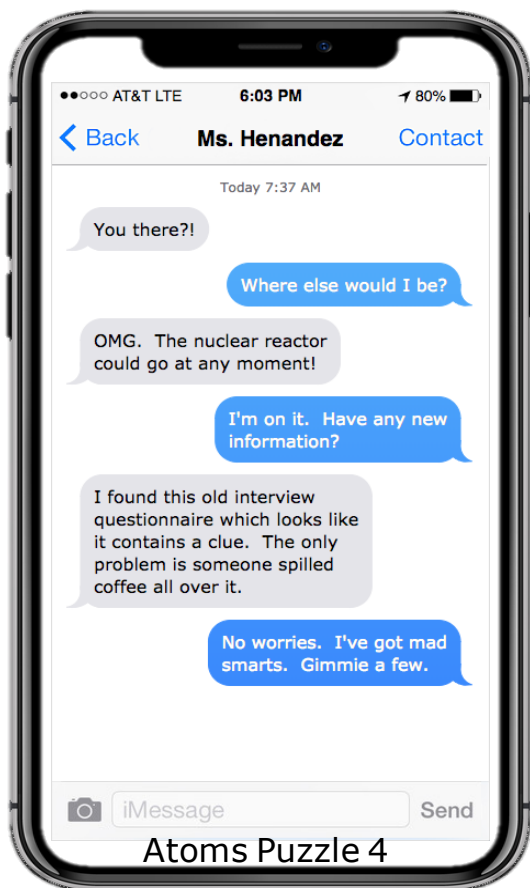 AT&T LTE 6:03 PM 80%
Back Ms. Henandez Contact
Today 7:37 AM
You there?!
Where else would I be?
OMG. The nuclear reactor
could go at any moment!
I'm on it. Have any new
information?
I found this old interview
questionnaire which looks like
it contains a clue. The only
problem is someone spilled
coffee all over it.
No worries. I've got mad
smarts. Gimmie a few.
iMessage Send
Atoms Puzzle 4